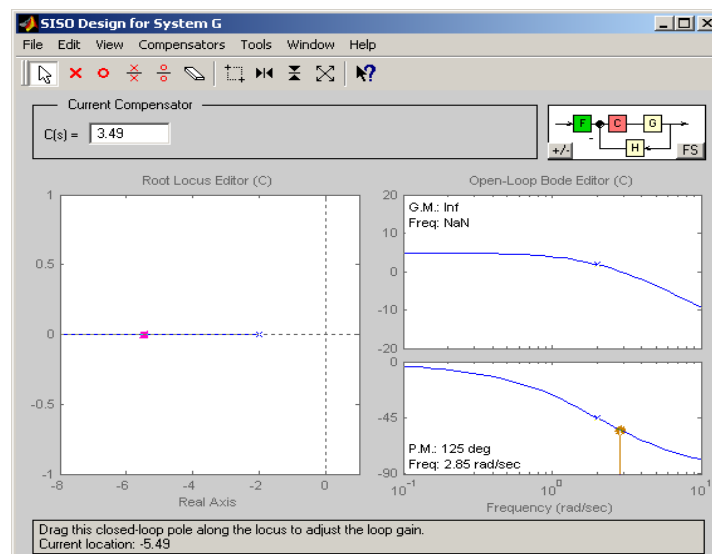 SISO Design for System G
File Edit View Compensators Tools Window Help
Current Compensator
C(s) = 3.49
F C G
H
+/- FS
Root Locus Editor (C)
1
0.5
0
-0.5
-1
-8 -6 -4 -2 0
Real Axis
Open-Loop Bode Editor (C)
20
G.M.: Inf
Freq: NaN
10
0
-10
-20
0
-45
P.M.: 125 deg
Freq: 2.85 rad/sec
-90
10^-1 10^0 10^1
Frequency (rad/sec)
Drag this closed-loop pole along the locus to adjust the loop gain.
Current location: -5.49